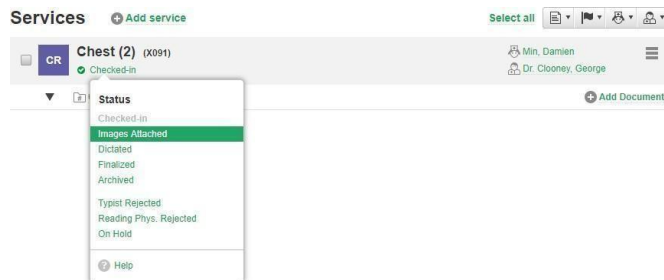 Services Add service Select all
CR Chest (2) (X091) Min, Damien
Checked-in Dr. Clooney, George
Add Document
Status
Checked-in
Images Attached
Dictated
Finalized
Archived
Typist Rejected
Reading Phys. Rejected
On Hold
? Help